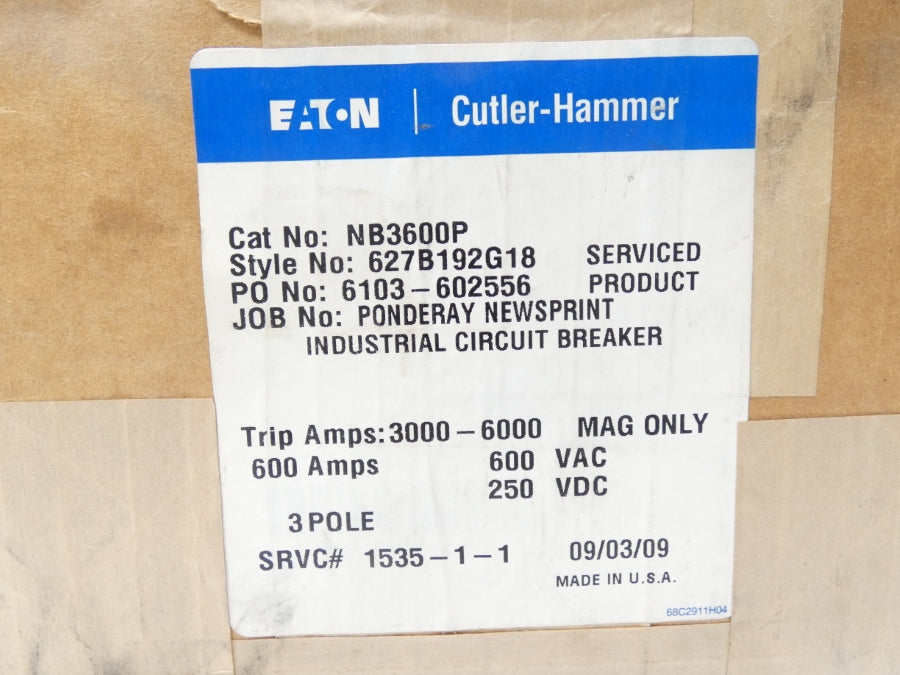 EATON | Cutler-Hammer
Cat No: NB3600P
Style No: 627B192G18 SERVICED
PO No: 6103-602556 PRODUCT
JOB No: PONDERAY NEWSPRINT
INDUSTRIAL CIRCUIT BREAKER
Trip Amps: 3000-6000 MAG ONLY
600 Amps 600 VAC
250 VDC
3 POLE
SRVC# 1535-1-1 09/03/09
MADE IN U.S.A.
68C2911H04